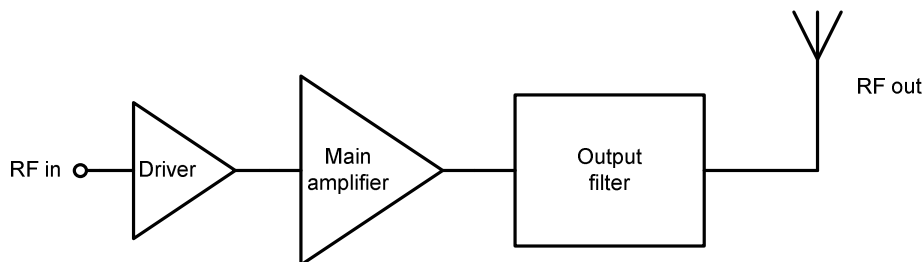 RF in
Driver
Main
amplifier
Output
filter
RF out